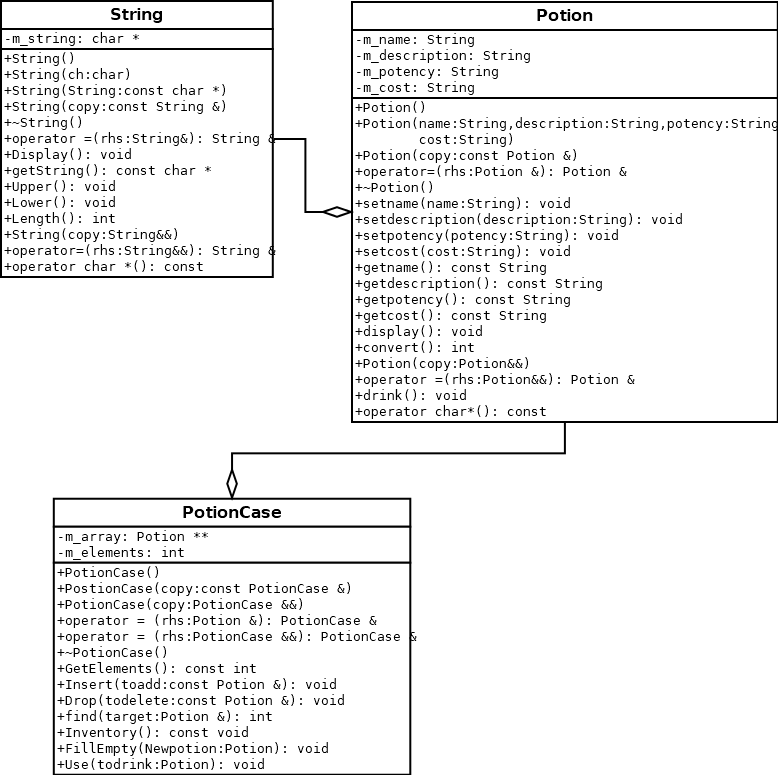 String
-m_string: char *
+String()
+String(ch:char)
+String(String:const char *)
+String(copy:const String &)
+~String()
+operator =(rhs:String&): String &
+Display(): void
+getString(): const char *
+Upper(): void
+Lower(): void
+Length(): int
+String(copy:String&&)
+operator=(rhs:String&&): String &
+operator char *(): const
Potion
-m_name: String
-m_description: String
-m_potency: String
-m_cost: String
+Potion()
+Potion(name:String,description:String,potency:String
cost:String)
+Potion(copy:const Potion &)
+operator=(rhs:Potion &): Potion &
+~Potion()
+setname(name:String): void
+setdescription(description:String): void
+setpotency(potency:String): void
+setcost(cost:String): void
+getname(): const String
+getdescription(): const String
+getpotency(): const String
+getcost(): const String
+display(): void
+convert(): int
+Potion(copy:Potion&&)
+operator =(rhs:Potion&&): Potion &
+drink(): void
+operator char*(): const
PotionCase
-m_array: Potion **
-m_elements: int
+PotionCase()
+PostionCase(copy:const PotionCase &)
+PotionCase(copy:PotionCase &&)
+operator = (rhs:Potion &): PotionCase &
+operator = (rhs:PotionCase &&): PotionCase &
+~PotionCase()
+GetElements(): const int
+Insert(toadd:const Potion &): void
+Drop(todelete:const Potion &): void
+find(target:Potion &): int
+Inventory(): const void
+FillEmpty(Newpotion:Potion): void
+Use(todrink:Potion): void